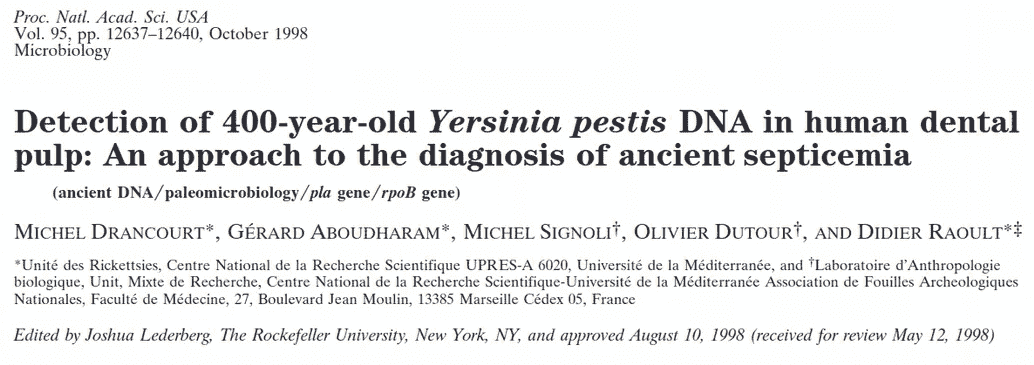 Proc. Natl. Acad. Sci. USA
Vol. 95, pp. 12637–12640, October 1998
Microbiology
Detection of 400-year-old Yersinia pestis DNA in human dental
pulp: An approach to the diagnosis of ancient septicemia
(ancient DNA/paleomicrobiology/pla gene/rpoB gene)
MICHEL DRANCOURT*, GÉRARD ABOUDHARAM*, MICHEL SIGNOLI†, OLIVIER DUTOUR†, AND DIDIER RAOULT*‡
*Unité des Rickettsies, Centre National de la Recherche Scientifique UPRES-A 6020, Université de la Méditerranée, and †Laboratoire d'Anthropologie
biologique, Unit, Mixte de Recherche, Centre National de la Recherche Scientifique-Université de la Méditerranée Association de Fouilles Archeologiques
Nationales, Faculté de Médecine, 27, Boulevard Jean Moulin, 13385 Marseille Cédex 05, France
Edited by Joshua Lederberg, The Rockefeller University, New York, NY, and approved August 10, 1998 (received for review May 12, 1998)